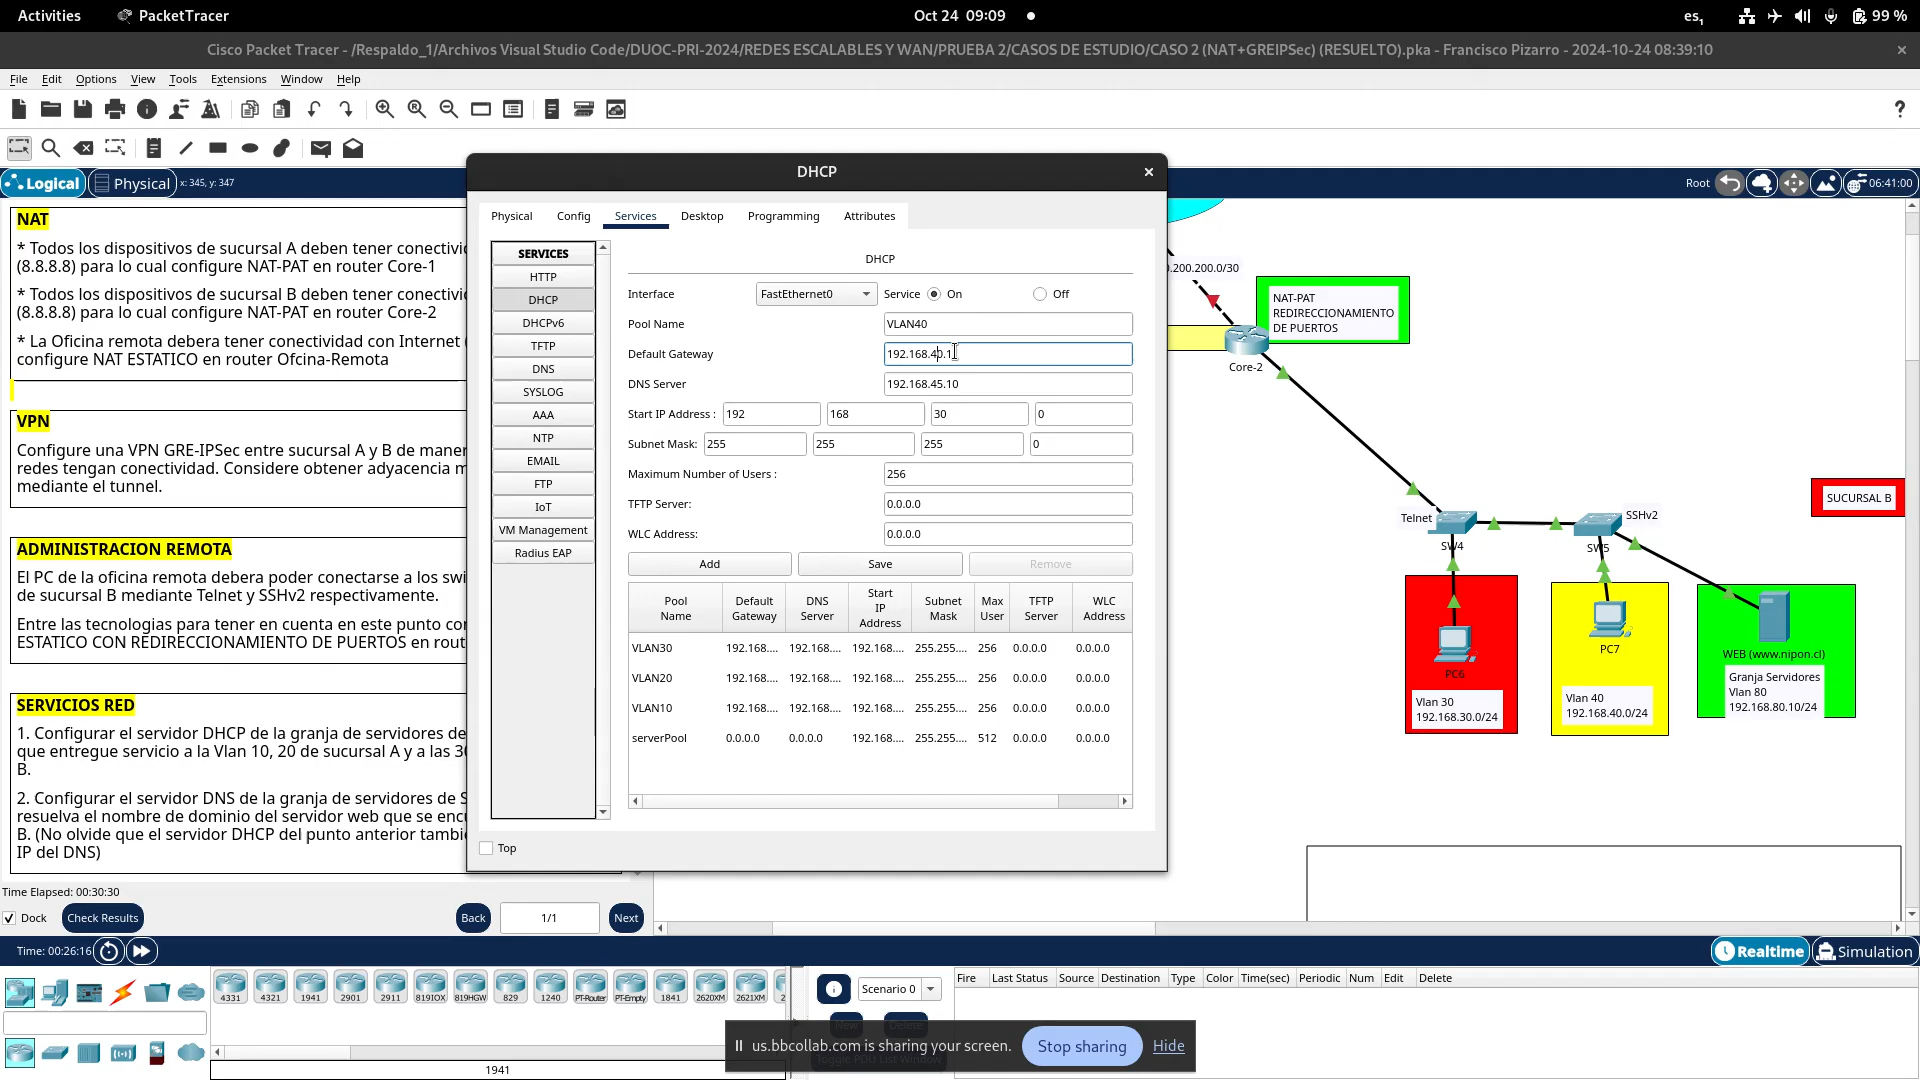 Activities
PacketTracer
Oct 24 09:09
es1
99 %
Cisco Packet Tracer - /Respaldo_1/Archivos Visual Studio Code/DUOC-PRI-2024/REDES ESCALABLES Y WAN/PRUEBA 2/CASOS DE ESTUDIO/CASO 2 (NAT+GREIPSec) (RESUELTO).pka - Francisco Pizarro - 2024-10-24 08:39:10
File Edit Options View Tools Extensions Window Help
Logical
Physical
x: 345, y: 347
Root
06:41:00
NAT
* Todos los dispositivos de sucursal A deben tener conectivi
(8.8.8.8) para lo cual configure NAT-PAT en router Core-1
* Todos los dispositivos de sucursal B deben tener conectivi
(8.8.8.8) para lo cual configure NAT-PAT en router Core-2
* La Oficina remota debera tener conectividad con Internet (
configure NAT ESTATICO en router Ofcina-Remota
VPN
Configure una VPN GRE-IPSec entre sucursal A y B de maner
redes tengan conectividad. Considere obtener adyacencia m
mediante el tunnel.
ADMINISTRACION REMOTA
El PC de la oficina remota debera poder conectarse a los swi
de sucursal B mediante Telnet y SSHv2 respectivamente.
Entre las tecnologias para tener en cuenta en este punto cor
ESTATICO CON REDIRECCIONAMIENTO DE PUERTOS en rout
SERVICIOS RED
1. Configurar el servidor DHCP de la granja de servidores de
que entregue servicio a la Vlan 10, 20 de sucursal A y a las 3(
B.
2. Configurar el servidor DNS de la granja de servidores de S
resuelva el nombre de dominio del servidor web que se enc
B. (No olvide que el servidor DHCP del punto anterior tambi
IP del DNS)
Time Elapsed: 00:30:30
Dock
Check Results
Back
1/1
Next
DHCP
Physical Config Services Desktop Programming Attributes
SERVICES
HTTP
DHCP
DHCPv6
TFTP
DNS
SYSLOG
AAA
NTP
EMAIL
FTP
IoT
VM Management
Radius EAP
DHCP
Interface FastEthernet0 Service On Off
Pool Name VLAN40
Default Gateway 192.168.40.1
DNS Server 192.168.45.10
Start IP Address : 192 168 30 0
Subnet Mask: 255 255 255 0
Maximum Number of Users : 256
TFTP Server: 0.0.0.0
WLC Address: 0.0.0.0
Add Save Remove
Pool Name Default Gateway DNS Server Start IP Address Subnet Mask Max User TFTP Server WLC Address
VLAN30 192.168.... 192.168.... 192.168.... 255.255.... 256 0.0.0.0 0.0.0.0
VLAN20 192.168.... 192.168.... 192.168.... 255.255.... 256 0.0.0.0 0.0.0.0
VLAN10 192.168.... 192.168.... 192.168.... 255.255.... 256 0.0.0.0 0.0.0.0
serverPool 0.0.0.0 0.0.0.0 192.168.... 255.255.... 512 0.0.0.0 0.0.0.0
Top
.200.200.0/30
NAT-PAT
REDIRECCIONAMIENTO
DE PUERTOS
Core-2
SUCURSAL B
Telnet
SSHv2
SW4
SW5
PC6
Vlan 30
192.168.30.0/24
PC7
Vlan 40
192.168.40.0/24
WEB (www.nipon.cl)
Granja Servidores
Vlan 80
192.168.80.10/24
Time: 00:26:16
Realtime
Simulation
4331 4321 1941 2901 2911 819IOX 819HGW 829 1240 PT-Router PT-Empty 1841 2620XM 2621XM 2
1941
Scenario 0
New
Delete
Toggle PDU List Window
Fire Last Status Source Destination Type Color Time(sec) Periodic Num Edit Delete
us.bbcollab.com is sharing your screen.
Stop sharing
Hide